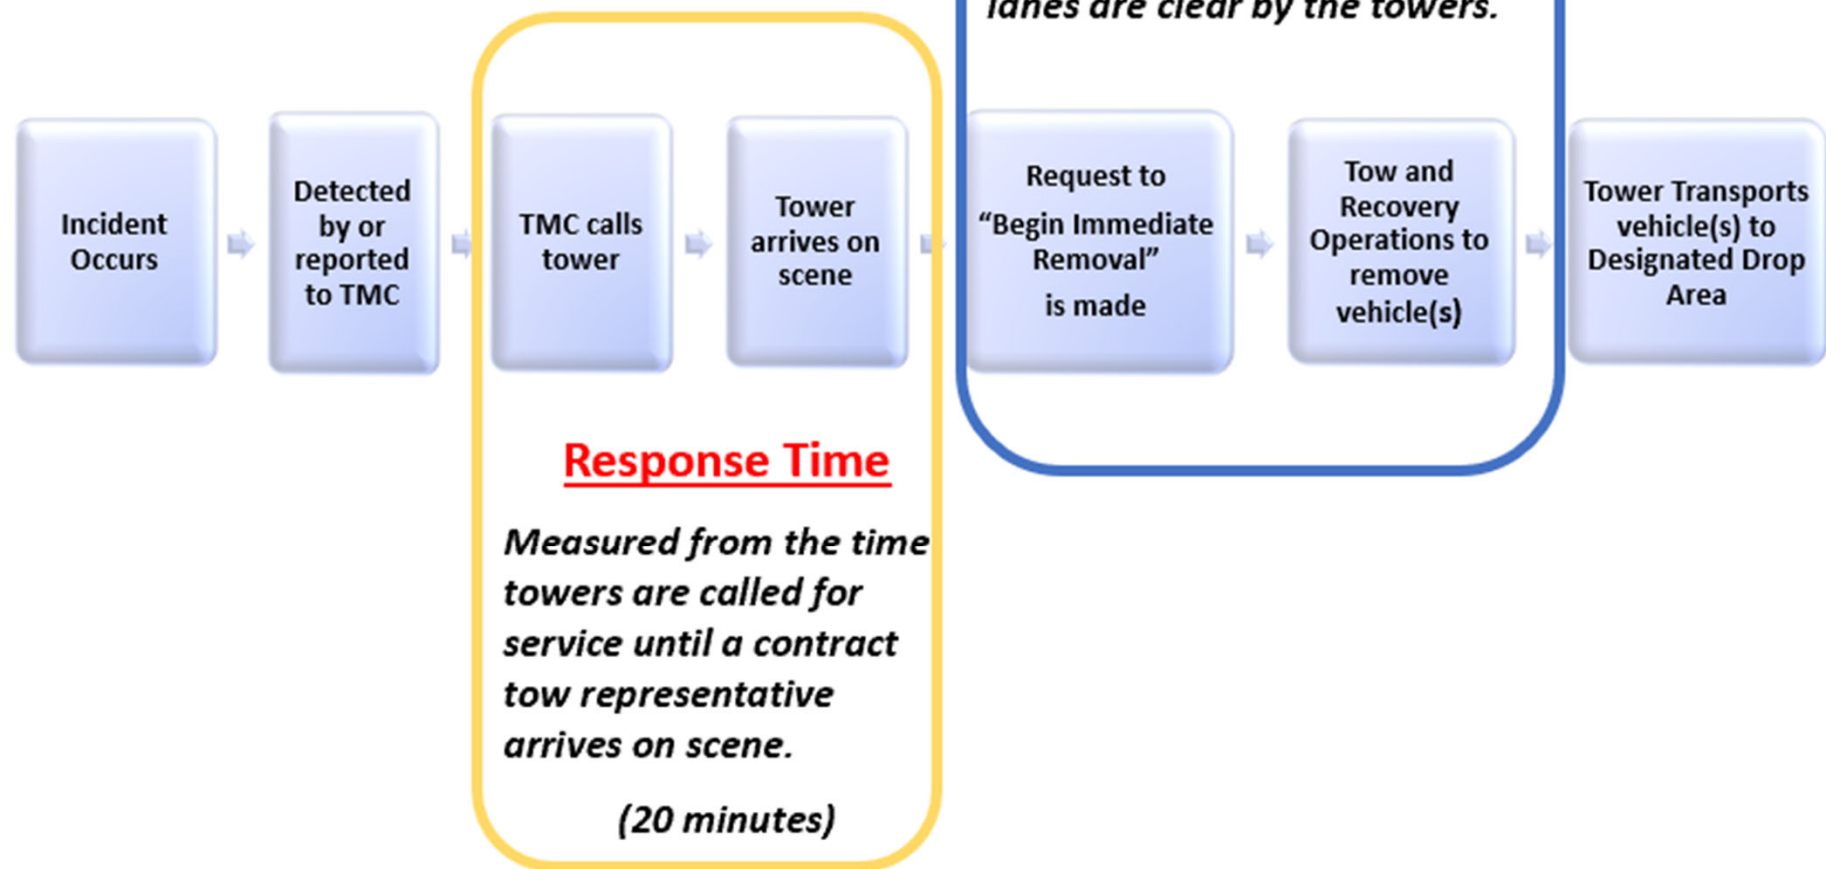 lanes are clear by the towers.
Incident
Occurs
Detected
by or
reported
to TMC
TMC calls
tower
Tower
arrives on
scene
Request to
“Begin Immediate
Removal”
is made
Tow and
Recovery
Operations to
remove
vehicle(s)
Tower Transports
vehicle(s) to
Designated Drop
Area
Response Time
Measured from the time
towers are called for
service until a contract
tow representative
arrives on scene.
(20 minutes)